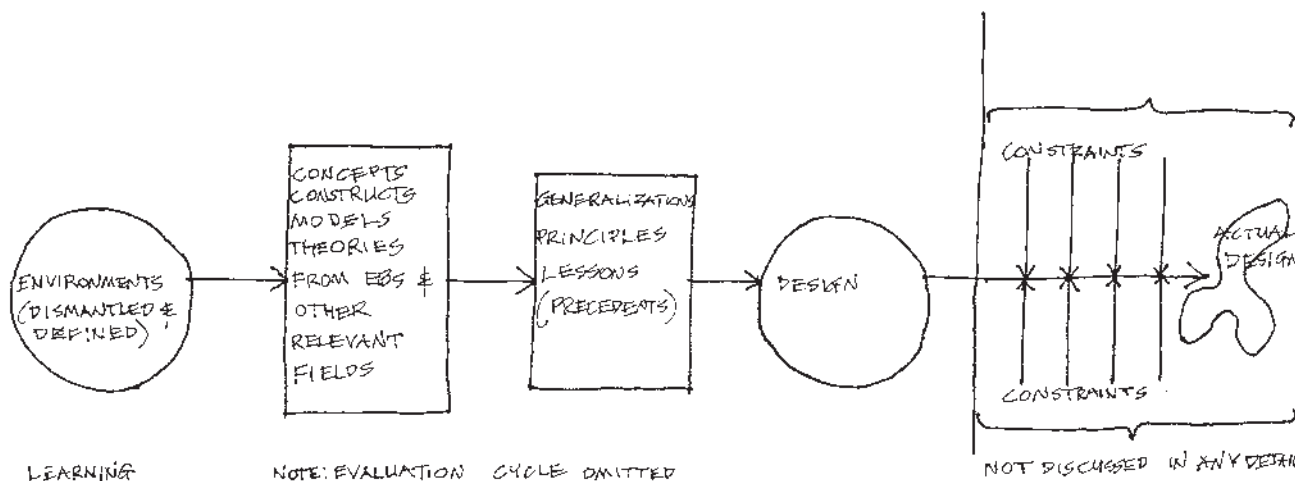 ENVIRONMENTS
(DISMANTLED &
DEFINED)
CONCEPTS
CONSTRUCTS
MODELS
THEORIES
FROM EBS &
OTHER
RELEVANT
FIELDS
GENERALIZATIONS
PRINCIPLES
LESSONS
(PRECEDENTS)
DESIGN
CONSTRAINTS
ACTUAL
DESIGN
CONSTRAINTS
LEARNING
NOTE: EVALUATION CYCLE OMITTED
NOT DISCUSSED IN ANY DETAIL